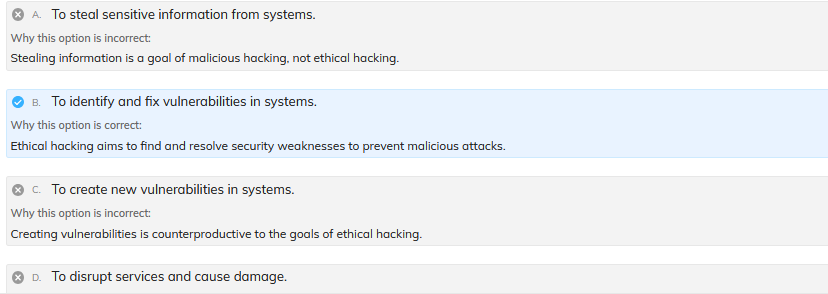 A. To steal sensitive information from systems.
Why this option is incorrect:
Stealing information is a goal of malicious hacking, not ethical hacking.
B. To identify and fix vulnerabilities in systems.
Why this option is correct:
Ethical hacking aims to find and resolve security weaknesses to prevent malicious attacks.
C. To create new vulnerabilities in systems.
Why this option is incorrect:
Creating vulnerabilities is counterproductive to the goals of ethical hacking.
D. To disrupt services and cause damage.